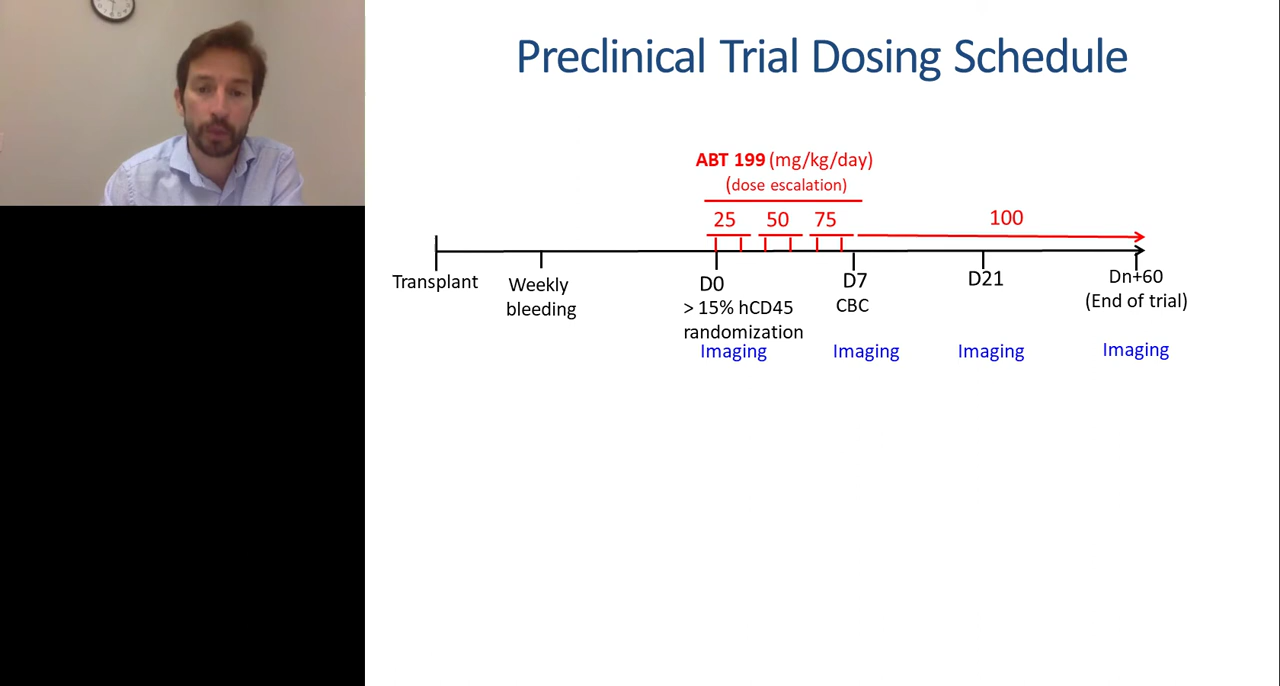 Preclinical Trial Dosing Schedule
ABT 199 (mg/kg/day)
(dose escalation)
25 50 75 100
Transplant
Weekly
bleeding
D0
> 15% hCD45
randomization
Imaging
D7
CBC
Imaging
D21
Imaging
Dn+60
(End of trial)
Imaging